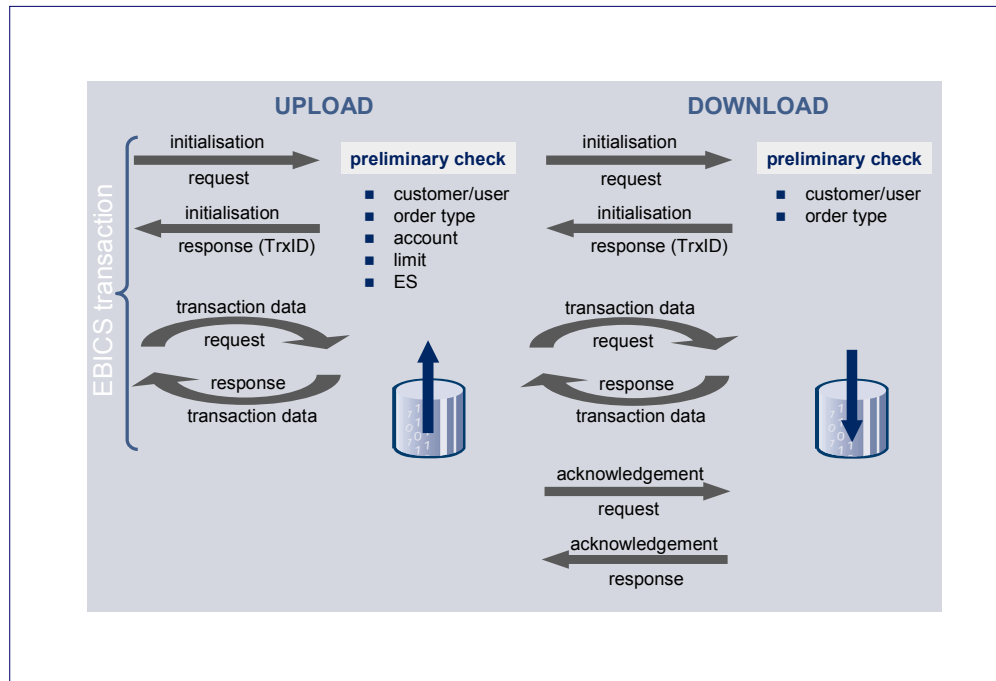 UPLOAD
initialisation
request
preliminary check
customer/user
order type
account
limit
ES
initialisation
response (TrxID)
transaction data
request
response
transaction data
EBICS transaction
DOWNLOAD
initialisation
request
preliminary check
customer/user
order type
initialisation
response (TrxID)
transaction data
request
response
transaction data
acknowledgement
request
acknowledgement
response